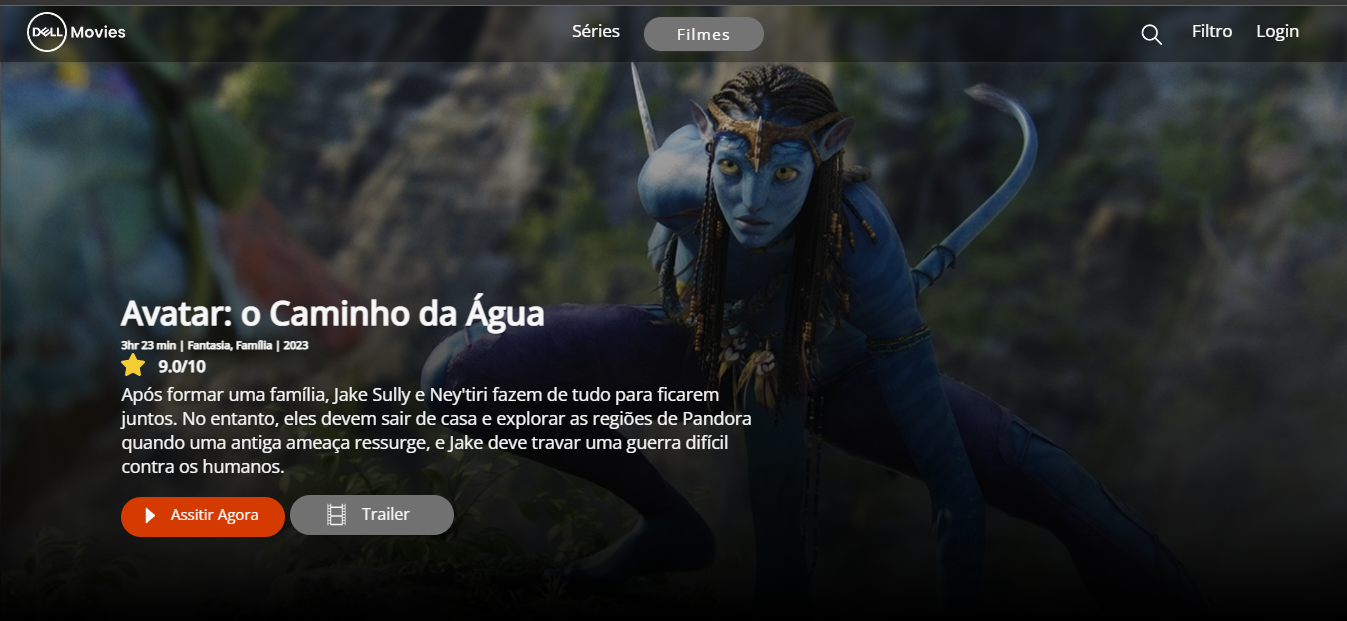 DELL Movies
Séries
Filmes
Filtro
Login
Avatar: o Caminho da Água
3hr 23 min | Fantasia, Família | 2023
9.0/10
Após formar uma família, Jake Sully e Ney'tiri fazem de tudo para ficarem
juntos. No entanto, eles devem sair de casa e explorar as regiões de Pandora
quando uma antiga ameaça ressurge, e Jake deve travar uma guerra difícil
contra os humanos.
Assitir Agora
Trailer